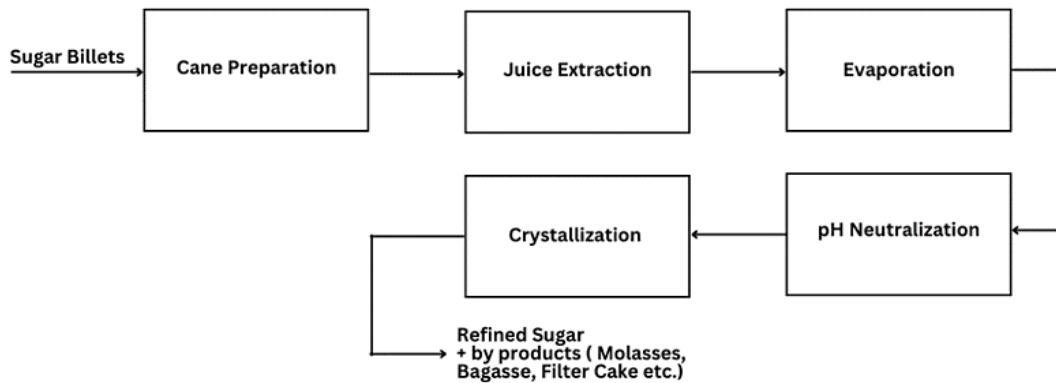 Sugar Billets
Cane Preparation
Juice Extraction
Evaporation
pH Neutralization
Crystallization
Refined Sugar
+ by products ( Molasses,
Bagasse, Filter Cake etc.)